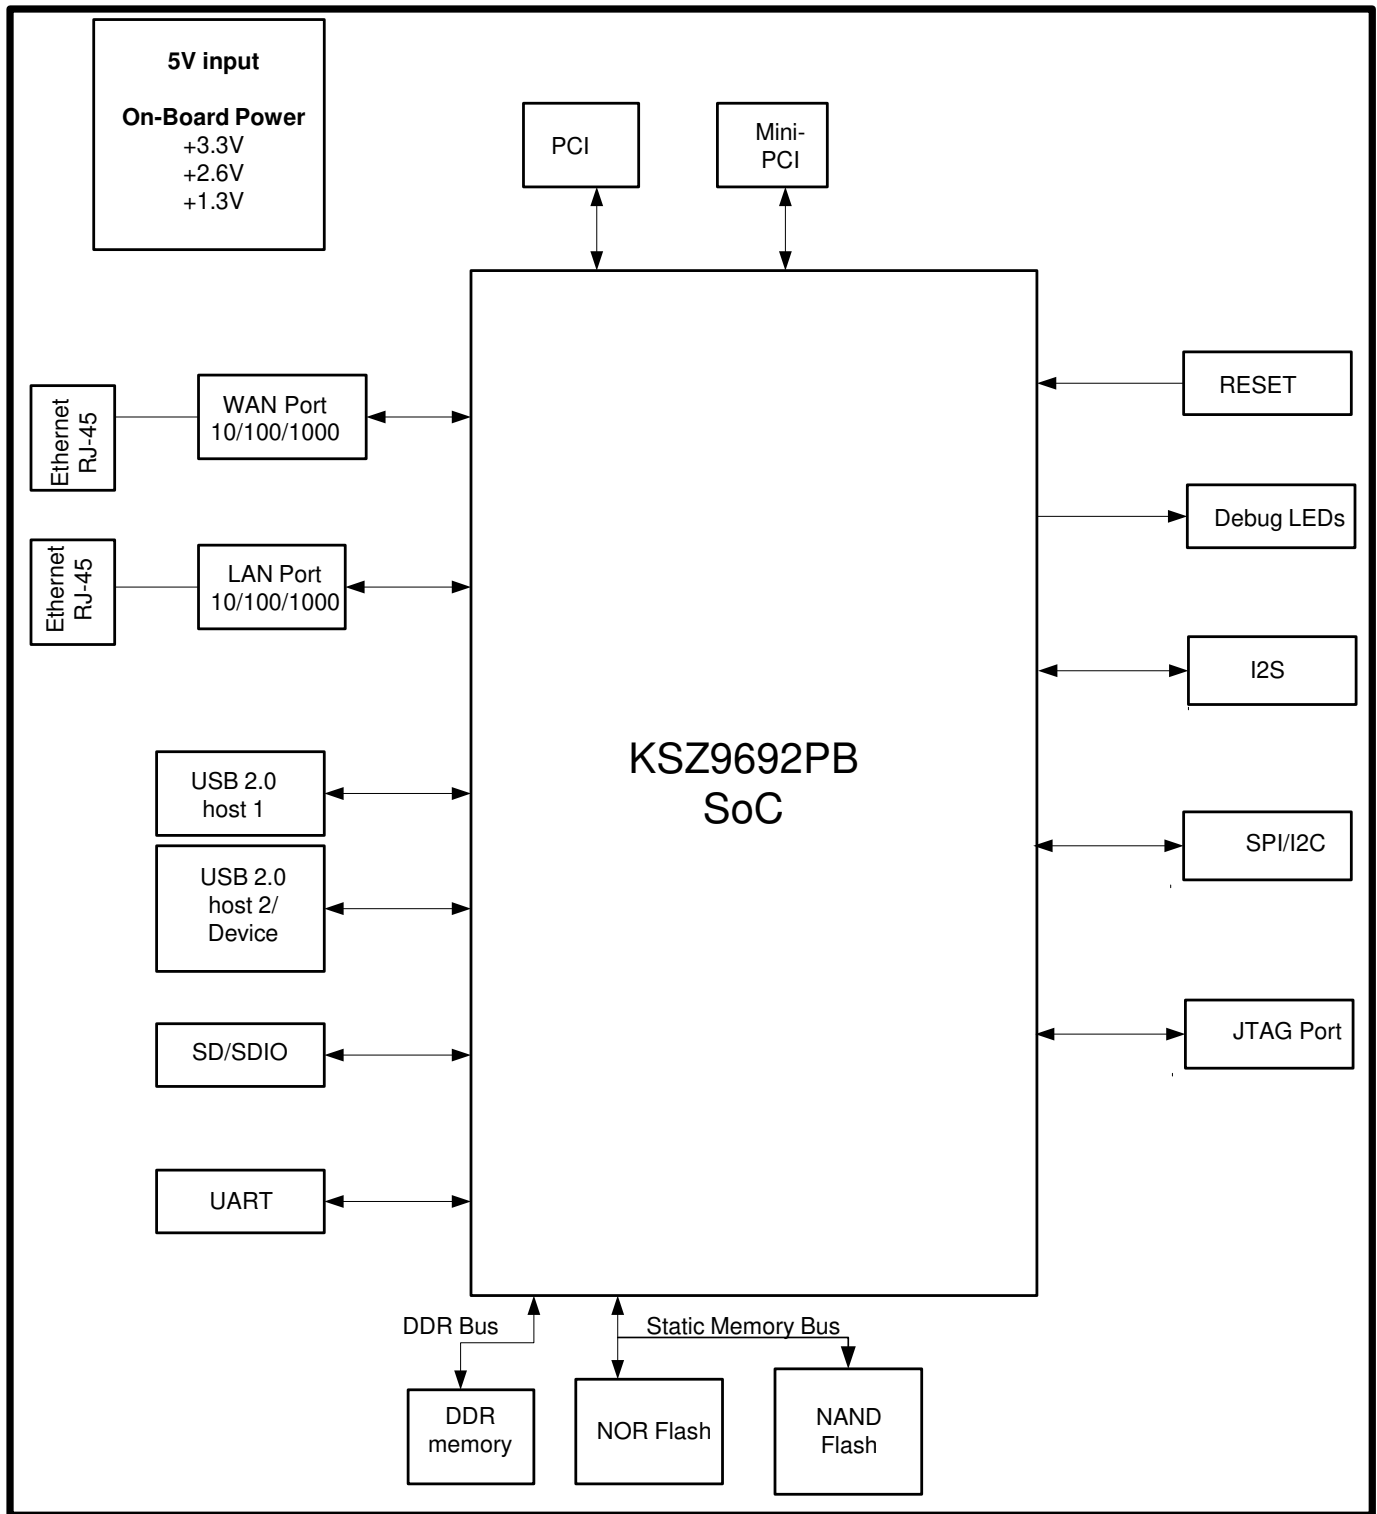 5V input
On-Board Power
+3.3V
+2.6V
+1.3V
PCI
Mini-
PCI
Ethernet
RJ-45
WAN Port
10/100/1000
RESET
Debug LEDs
Ethernet
RJ-45
LAN Port
10/100/1000
I2S
KSZ9692PB
SoC
USB 2.0
host 1
USB 2.0
host 2/
Device
SPI/I2C
SD/SDIO
JTAG Port
UART
DDR Bus
Static Memory Bus
DDR
memory
NOR Flash
NAND
Flash